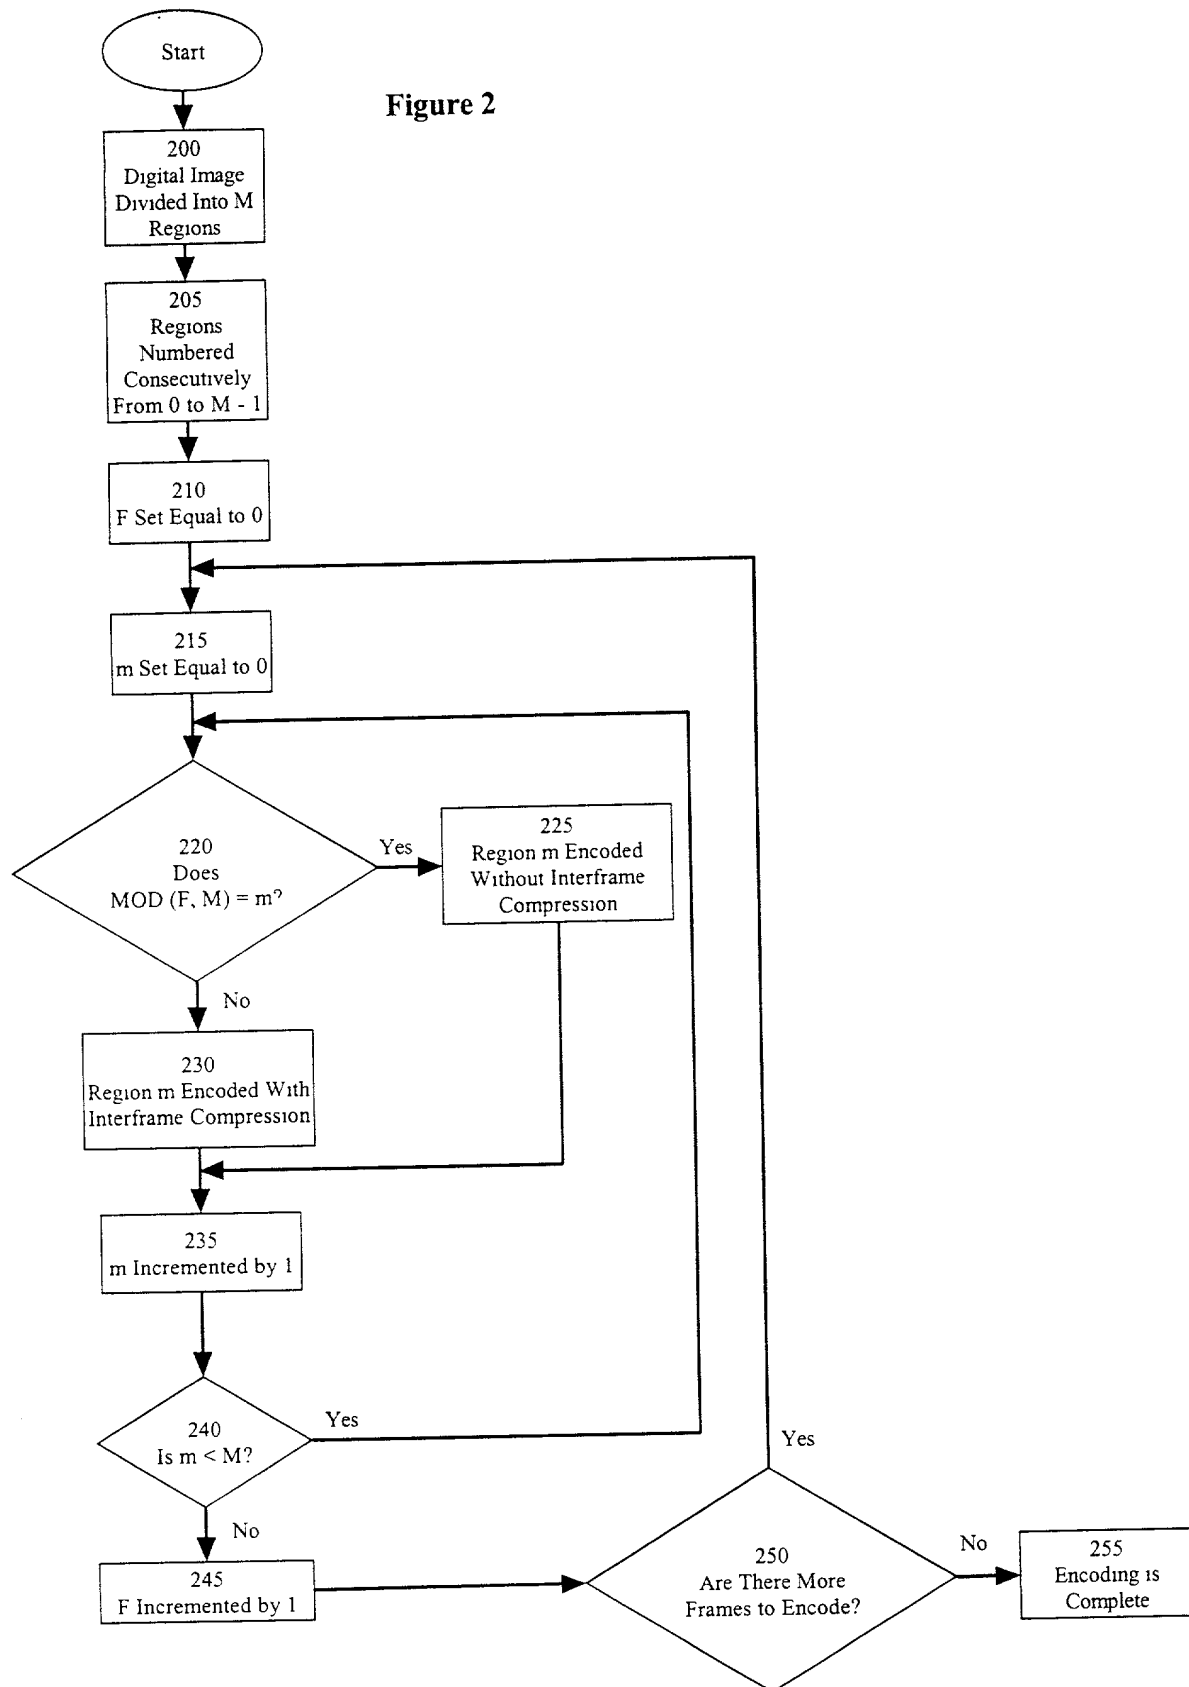 Start
Figure 2
200
Digital Image
Divided Into M
Regions
205
Regions
Numbered
Consecutively
From 0 to M - 1
210
F Set Equal to 0
215
m Set Equal to 0
220
Does
MOD (F, M) = m?
Yes
225
Region m Encoded
Without Interframe
Compression
No
230
Region m Encoded With
Interframe Compression
235
m Incremented by 1
240
Is m < M?
Yes
No
245
F Incremented by 1
Yes
250
Are There More
Frames to Encode?
No
255
Encoding is
Complete